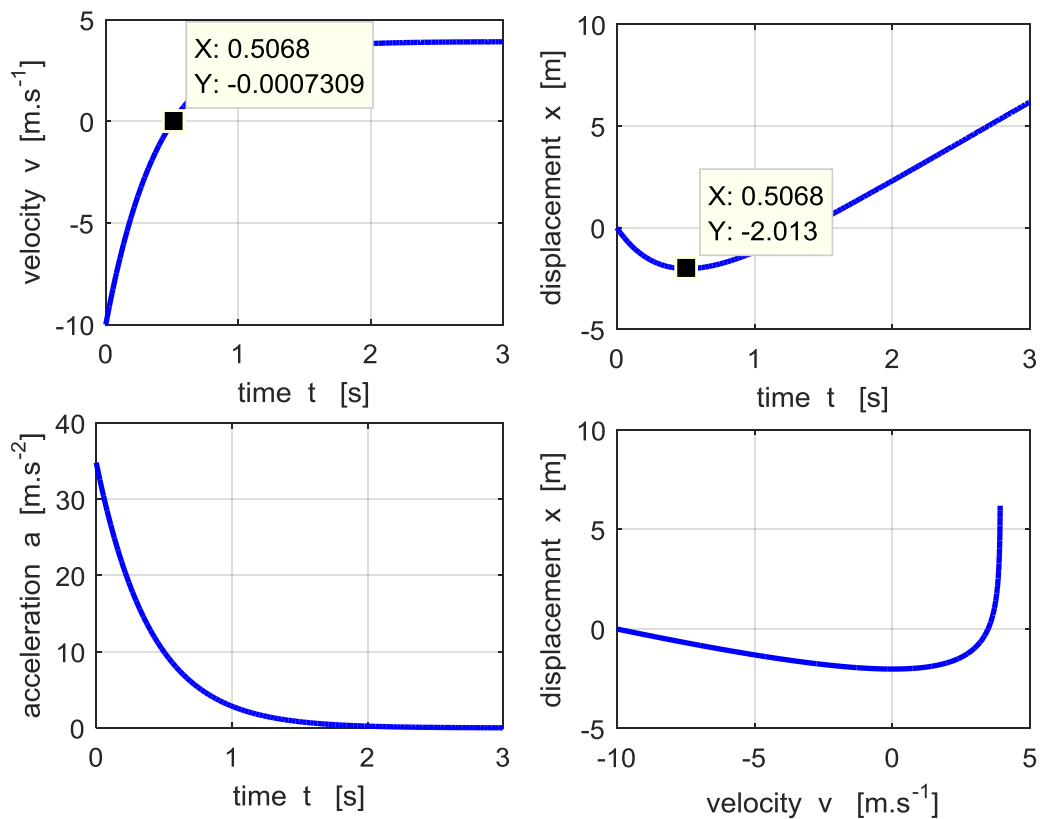 5
0
-5
-10
0
1
2
3
velocity v [m.s-1]
time t [s]
X: 0.5068
Y: -0.0007309
10
5
0
-5
0
1
2
3
displacement x [m]
time t [s]
X: 0.5068
Y: -2.013
40
30
20
10
0
0
1
2
3
acceleration a [m.s-2]
time t [s]
10
5
0
-5
-10
-5
0
5
displacement x [m]
velocity v [m.s-1]